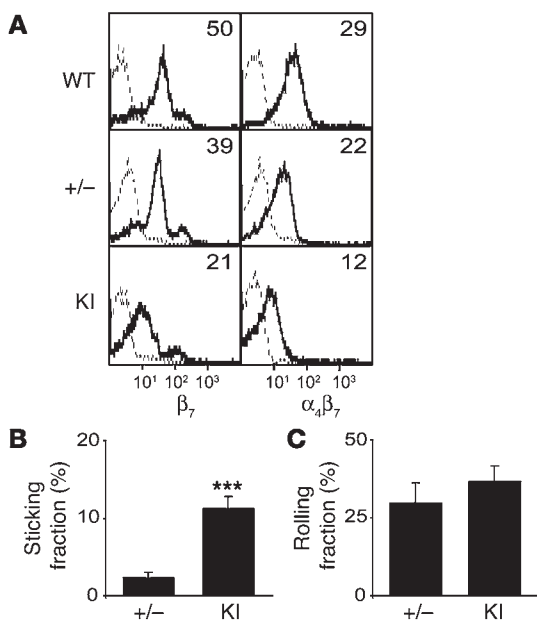 A
WT
50
29
+/–
39
22
KI
21
12
10¹ 10² 10³
10¹ 10² 10³
β₇
α₄β₇
B
Sticking fraction (%)
20
10
0
***
+/– KI
C
Rolling fraction (%)
50
25
0
+/– KI